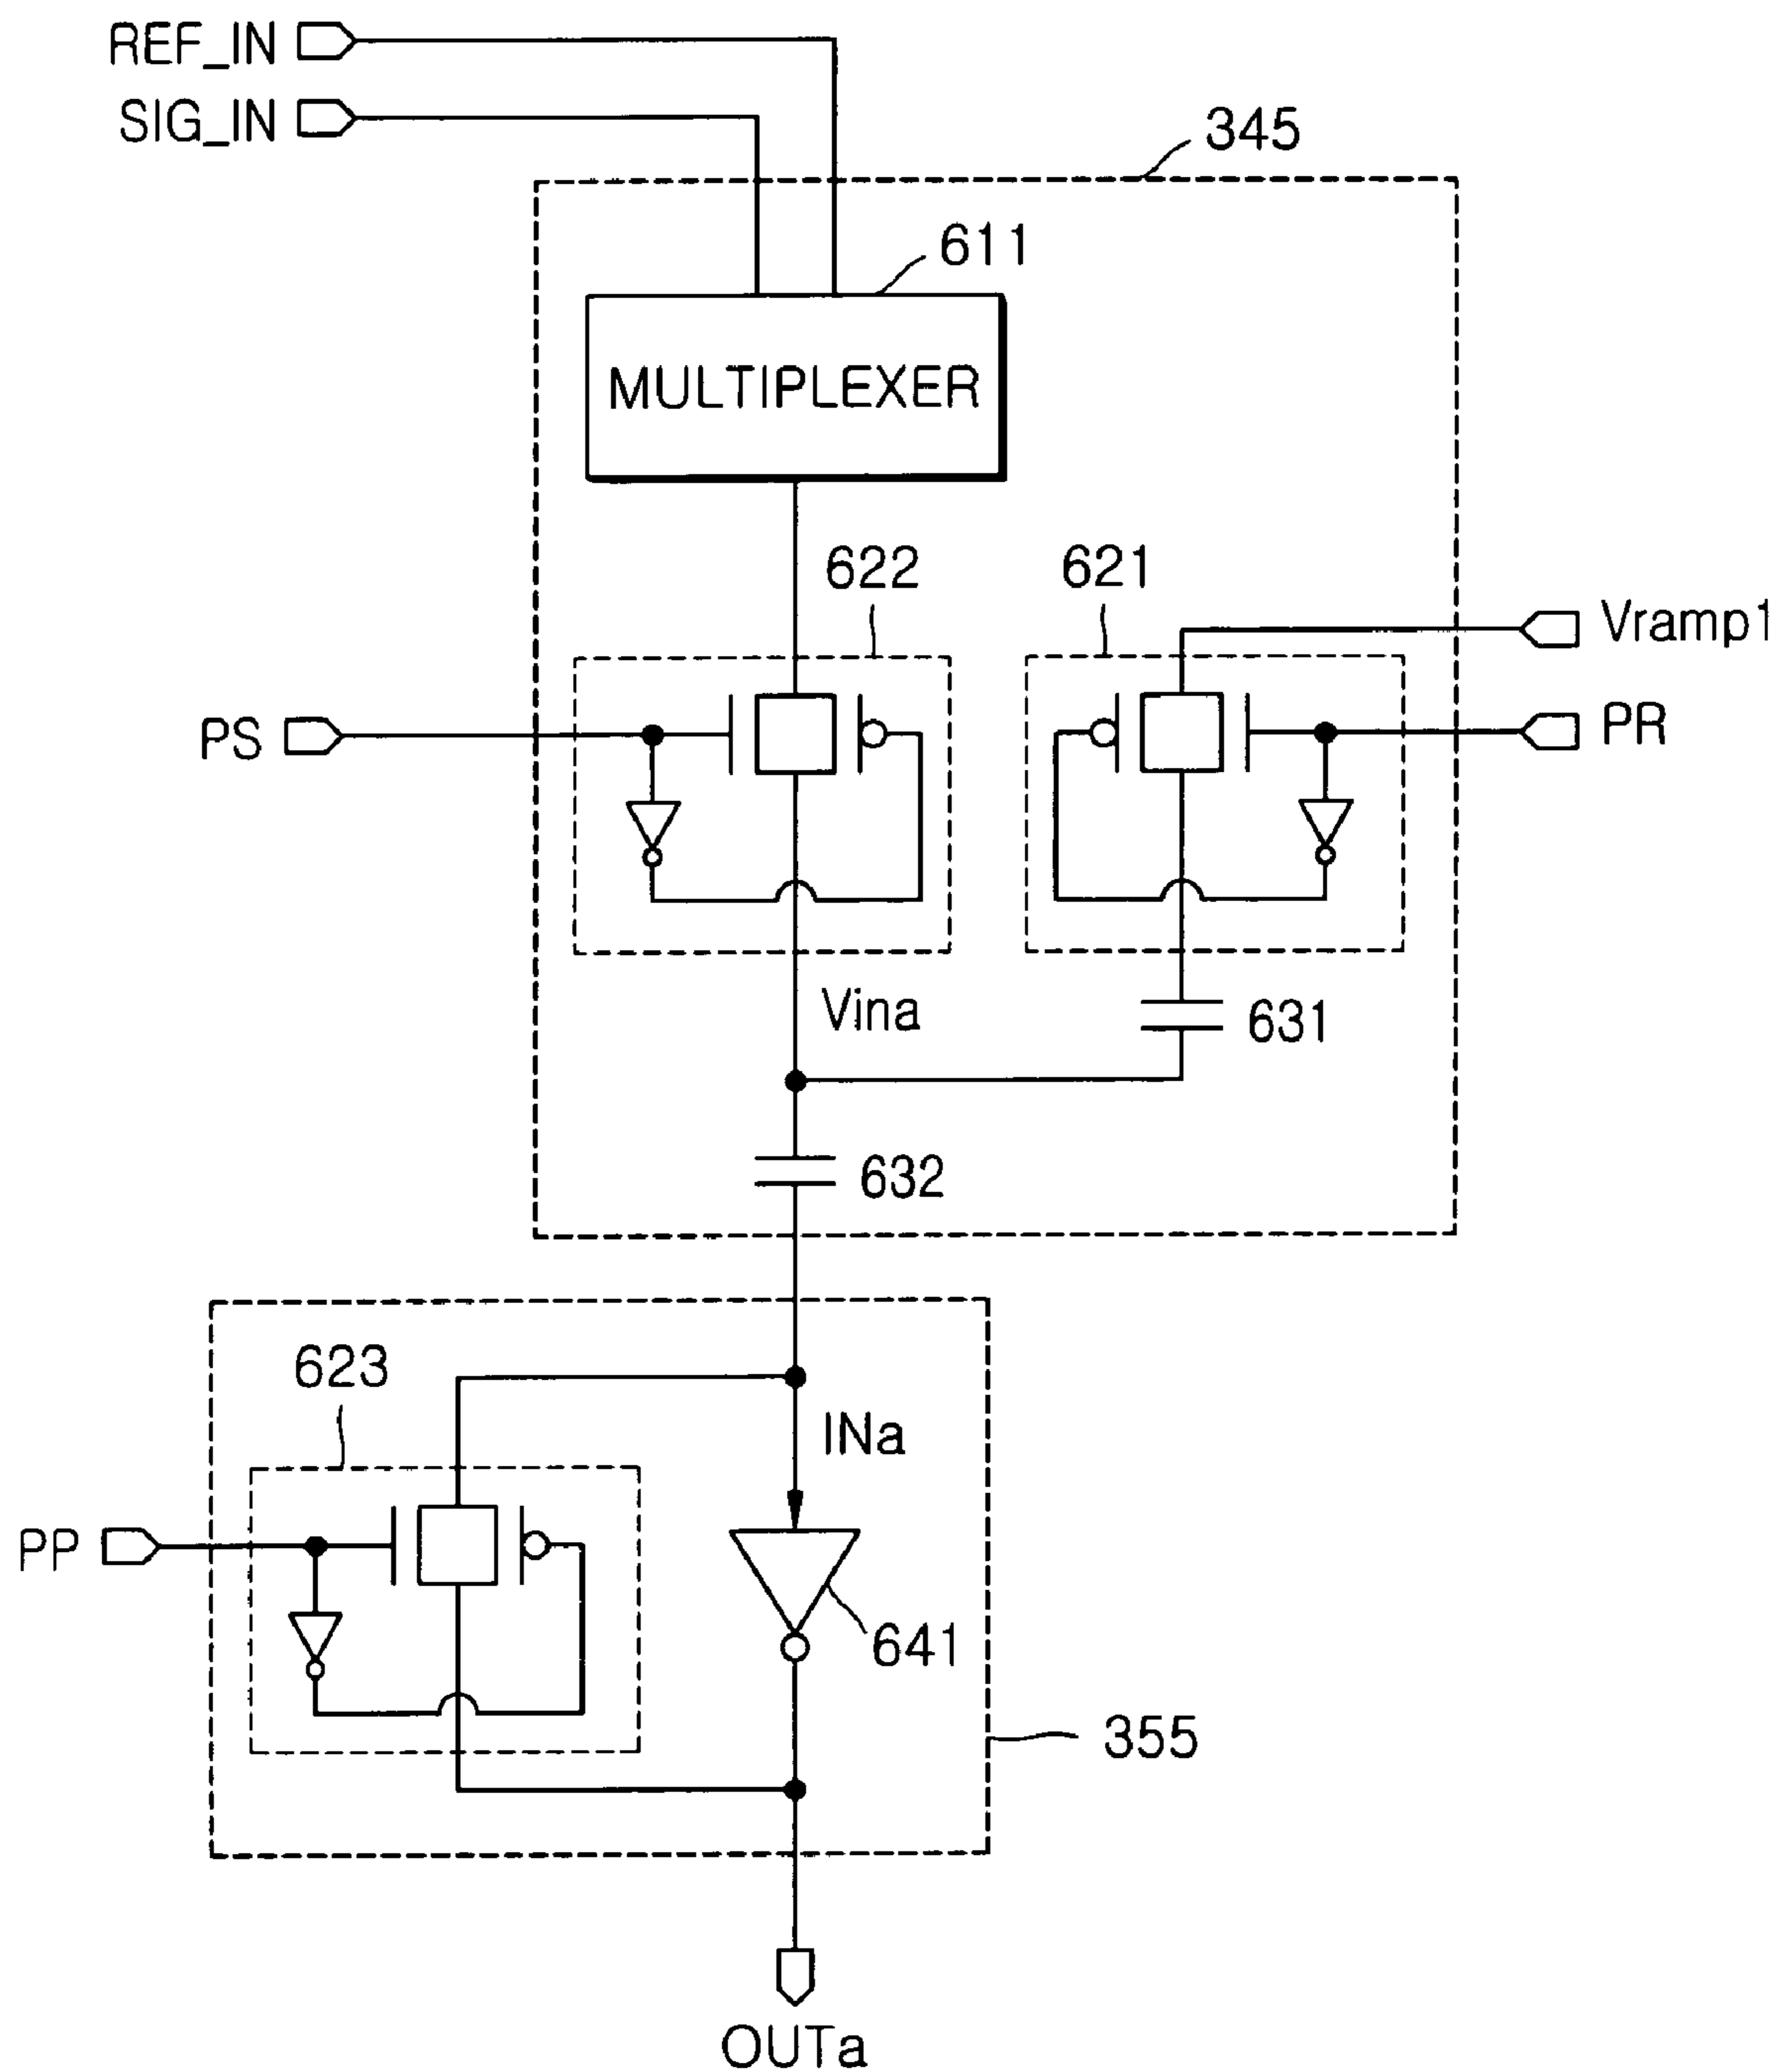 REF_IN
SIG_IN
345
611
MULTIPLEXER
622
621
Vramp1
PS
PR
Vina
631
632
623
INa
PP
641
355
OUTa